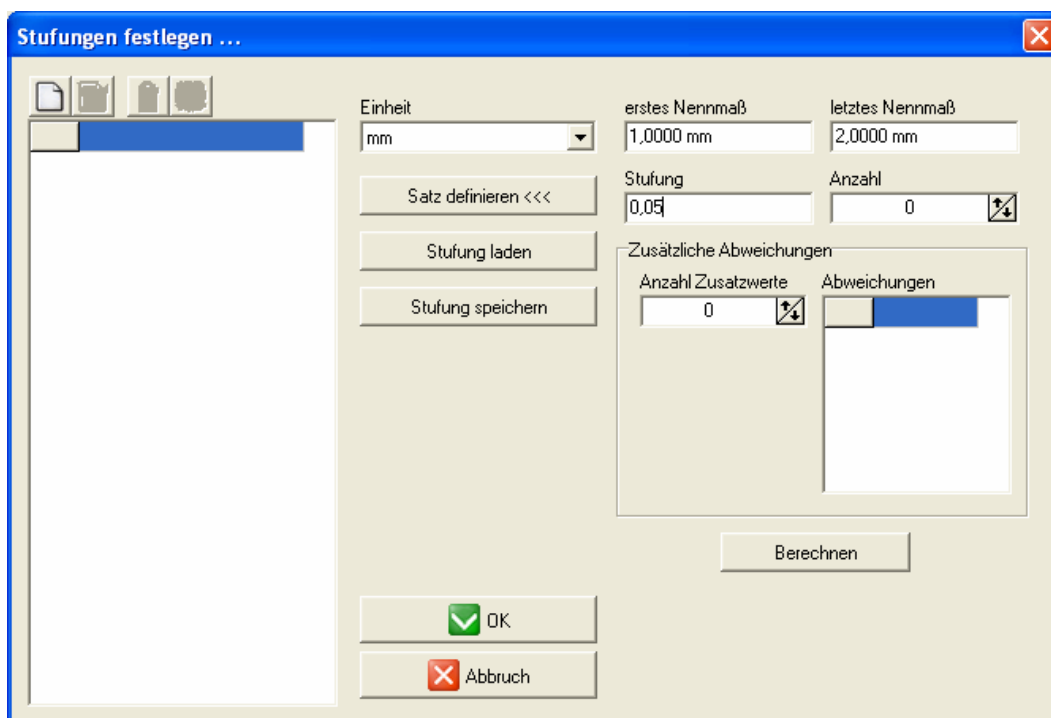 Stufungen festlegen ...
Einheit
mm
Satz definieren <<<
Stufung laden
Stufung speichern
erstes Nennmaß
1,0000 mm
letztes Nennmaß
2,0000 mm
Stufung
0,05
Anzahl
0
Zusätzliche Abweichungen
Anzahl Zusatzwerte
0
Abweichungen
Berechnen
OK
Abbruch